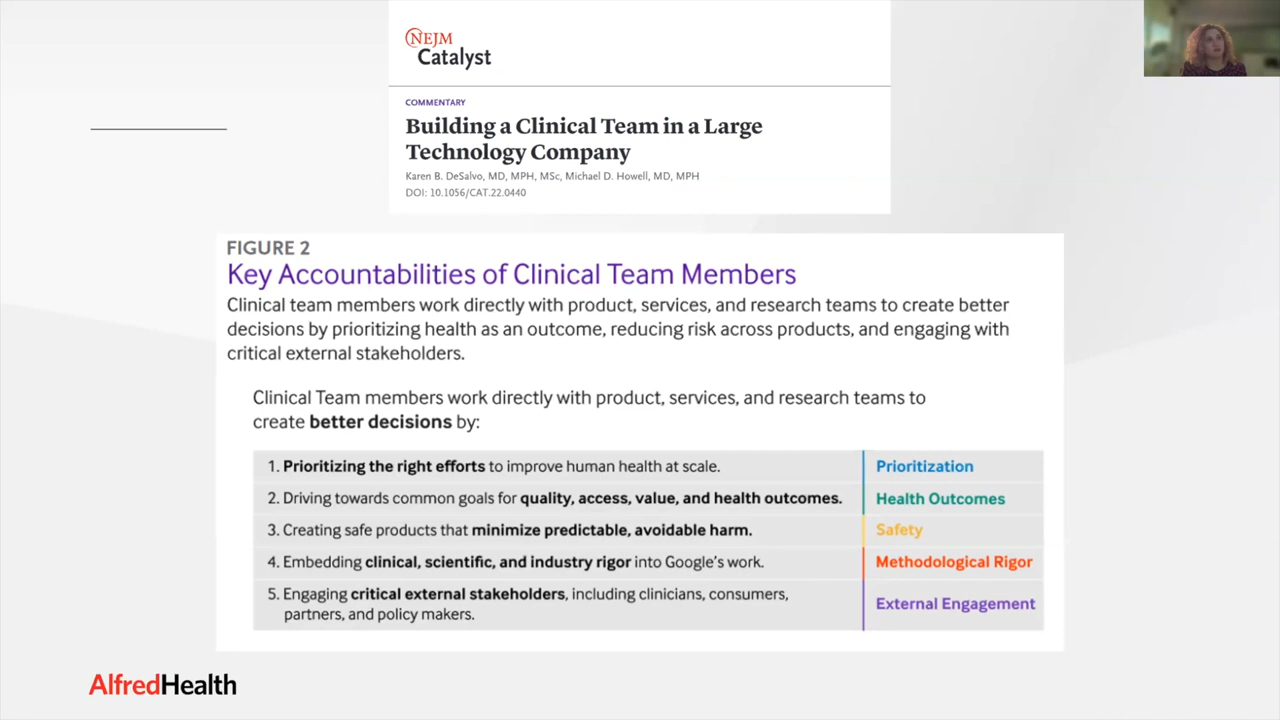 NEJM
Catalyst
COMMENTARY
Building a Clinical Team in a Large
Technology Company
Karen B. DeSalvo, MD, MPH, MSc, Michael D. Howell, MD, MPH
DOI: 10.1056/CAT.22.0440
FIGURE 2
Key Accountabilities of Clinical Team Members
Clinical team members work directly with product, services, and research teams to create better
decisions by prioritizing health as an outcome, reducing risk across products, and engaging with
critical external stakeholders.
Clinical Team members work directly with product, services, and research teams to
create better decisions by:
1. Prioritizing the right efforts to improve human health at scale. Prioritization
2. Driving towards common goals for quality, access, value, and health outcomes. Health Outcomes
3. Creating safe products that minimize predictable, avoidable harm. Safety
4. Embedding clinical, scientific, and industry rigor into Google's work. Methodological Rigor
5. Engaging critical external stakeholders, including clinicians, consumers,
partners, and policy makers.
External Engagement
AlfredHealth